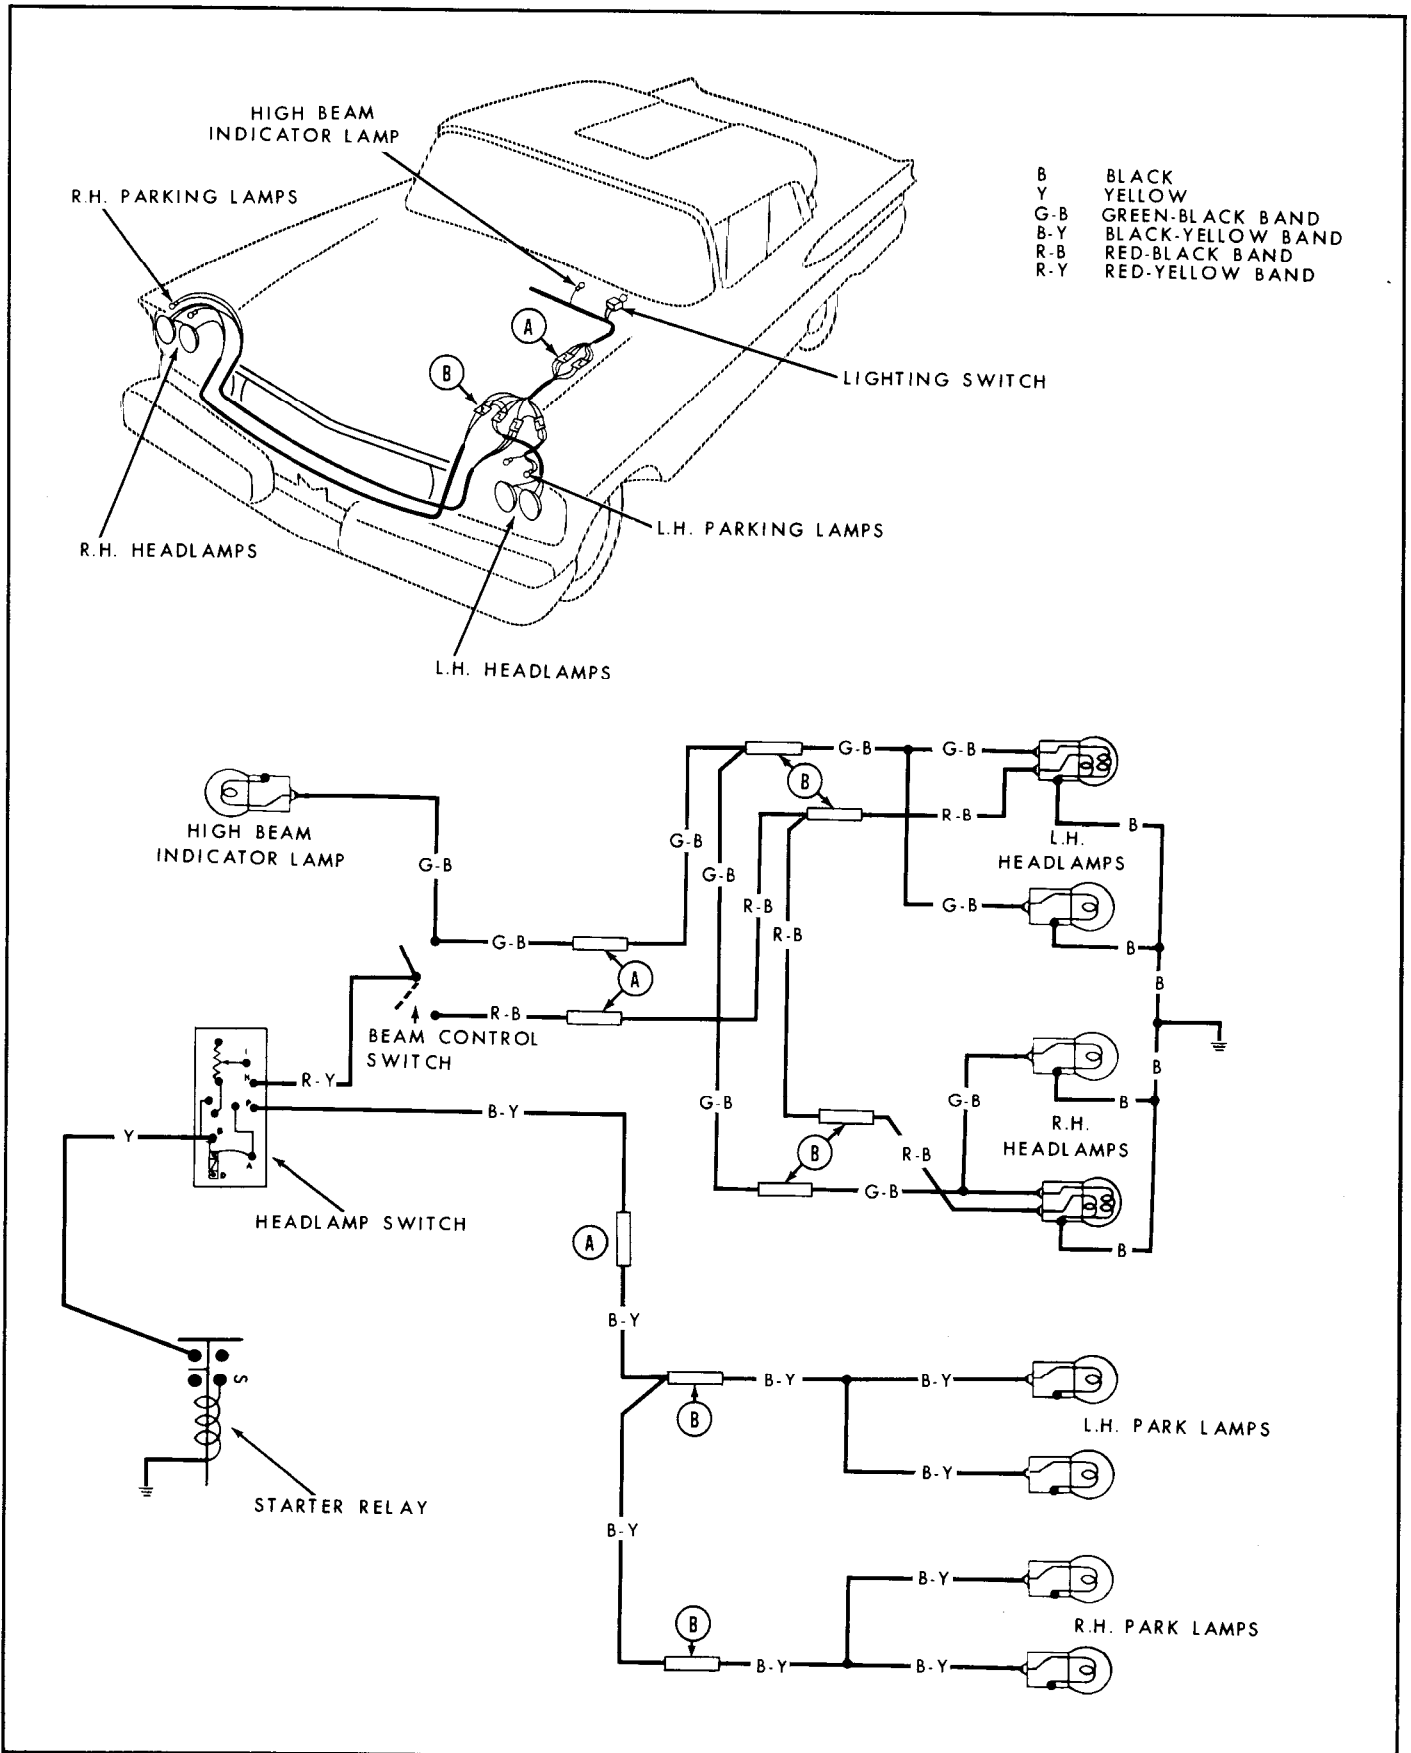 HIGH BEAM
INDICATOR LAMP
R.H. PARKING LAMPS
B BLACK
Y YELLOW
G-B GREEN-BLACK BAND
B-Y BLACK-YELLOW BAND
R-B RED-BLACK BAND
R-Y RED-YELLOW BAND
A
B
LIGHTING SWITCH
L.H. PARKING LAMPS
R.H. HEADLAMPS
L.H. HEADLAMPS
G-B
G-B
B
HIGH BEAM
INDICATOR LAMP
G-B
G-B
G-B
R-B
B
L.H.
HEADLAMPS
R-B
R-B
G-B
B
G-B
A
B
R-B
BEAM CONTROL
SWITCH
R-Y
B-Y
G-B
G-B
B
B
R.H.
HEADLAMPS
Y
H
P
B
A
D
B
R-B
G-B
B
HEADLAMP SWITCH
A
B-Y
S
B-Y
B-Y
B
L.H. PARK LAMPS
B-Y
STARTER RELAY
B-Y
B-Y
B
R.H. PARK LAMPS
B-Y
B-Y